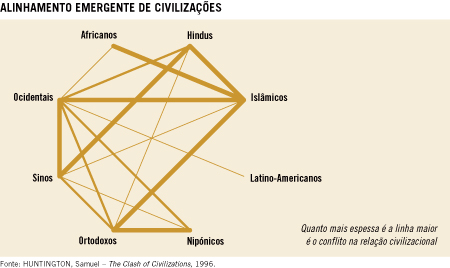 ALINHAMENTO EMERGENTE DE CIVILIZAÇÕES
Africanos
Hindus
Ocidentais
Islâmicos
Sinos
Latino-Americanos
Ortodoxos
Nipónicos
Quanto mais espessa é a linha maior
é o conflito na relação civilizacional
Fonte: HUNTINGTON, Samuel – The Clash of Civilizations, 1996.